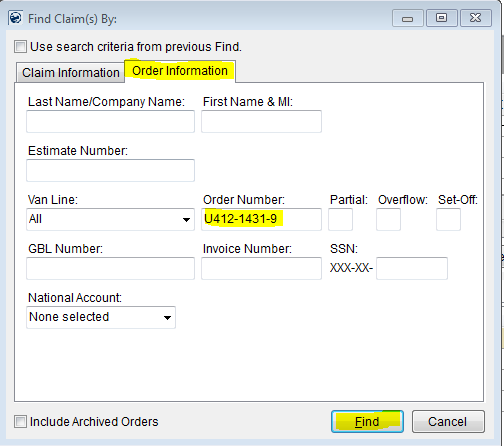 Find Claim(s) By:
Use search criteria from previous Find.
Claim Information Order Information
Last Name/Company Name: First Name & MI:
Estimate Number:
Van Line: Order Number: Partial: Overflow: Set-Off:
All U412-1431-9
GBL Number: Invoice Number: SSN:
XXX-XX-
National Account:
None selected
Include Archived Orders Find Cancel